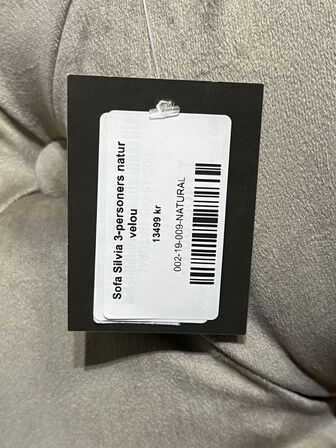 Sofa Silvia 3-personers natur
velou
13499 kr
002-19-009-NATURAL